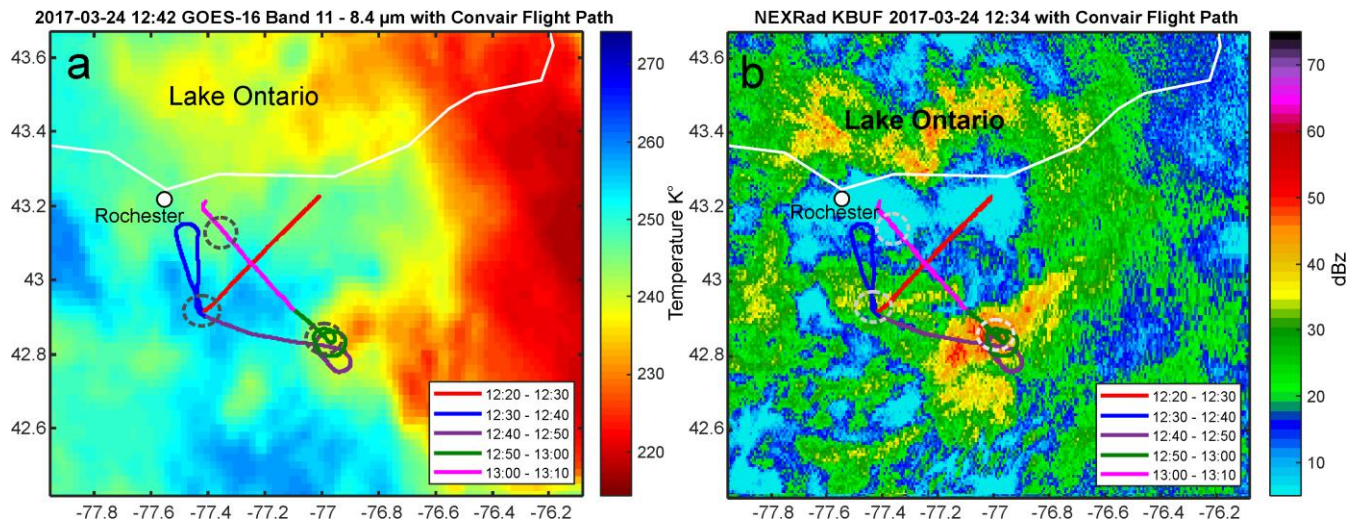 2017-03-24 12:42 GOES-16 Band 11 - 8.4 µm with Convair Flight Path
a
Lake Ontario
Rochester
43.6
43.4
43.2
43
42.8
42.6
-77.8
-77.6
-77.4
-77.2
-77
-76.8
-76.6
-76.4
-76.2
12:20 - 12:30
12:30 - 12:40
12:40 - 12:50
12:50 - 13:00
13:00 - 13:10
270
260
250
240
230
220
Temperature K°
NEXRad KBUF 2017-03-24 12:34 with Convair Flight Path
b
Lake Ontario
Rochester
43.6
43.4
43.2
43
42.8
42.6
-77.8
-77.6
-77.4
-77.2
-77
-76.8
-76.6
-76.4
-76.2
12:20 - 12:30
12:30 - 12:40
12:40 - 12:50
12:50 - 13:00
13:00 - 13:10
70
60
50
40
30
20
10
dBz